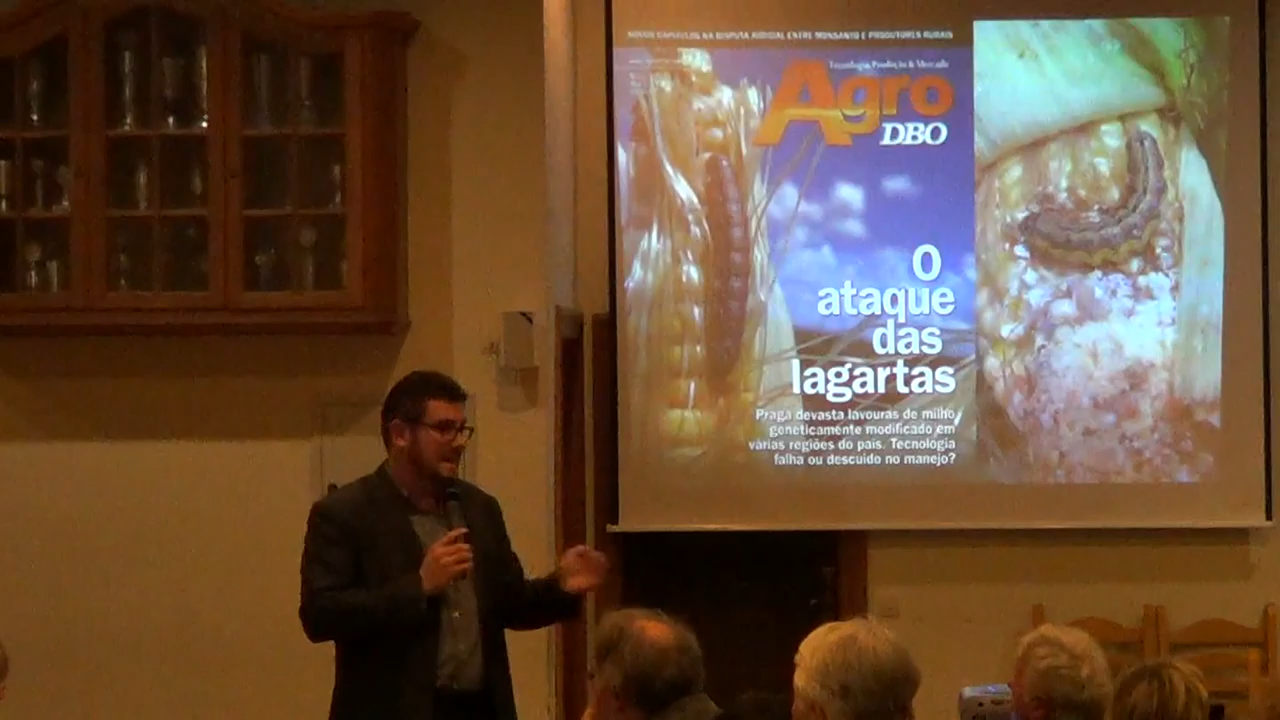 NOVOS CAPÍTULOS NA DISPUTA JUDICIAL ENTRE MONSANTO E PRODUTORES RURAIS
Tecnologia, Produção & Mercado
Agro
DBO
O
ataque
das
lagartas
Praga devasta lavouras de milho
geneticamente modificado em
várias regiões do país. Tecnologia
falha ou descuido no manejo?